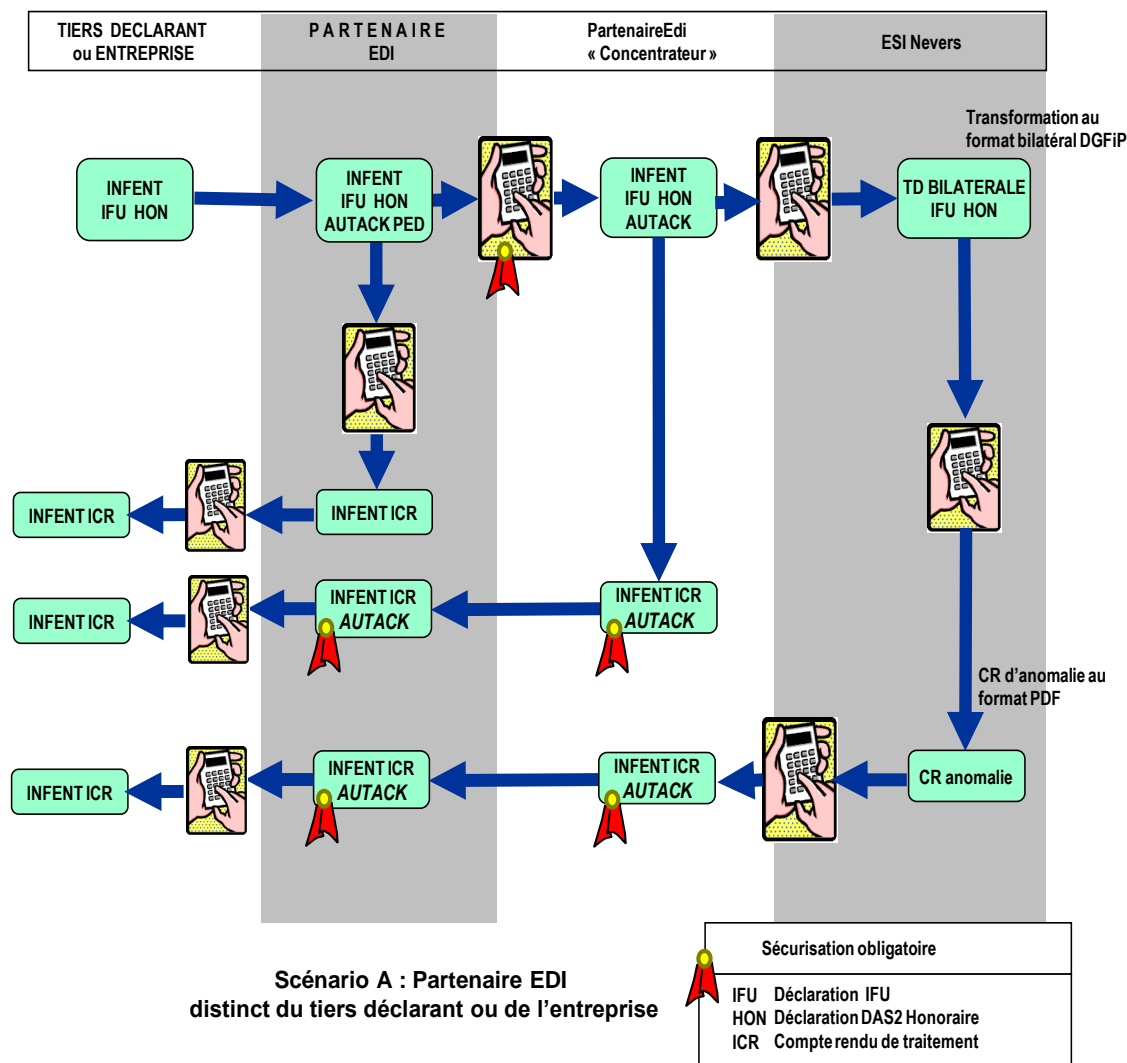 TIERS DECLARANT
ou ENTREPRISE
PARTENAIRE
EDI
PartenaireEdi
« Concentrateur »
ESI Nevers
Transformation au
format bilatéral DGFiP
INFENT
IFU HON
INFENT
IFU HON
AUTACK PED
INFENT
IFU HON
AUTACK
TD BILATERALE
IFU HON
INFENT ICR
INFENT ICR
INFENT ICR
INFENT ICR
AUTACK
INFENT ICR
AUTACK
CR d’anomalie au
format PDF
INFENT ICR
INFENT ICR
AUTACK
INFENT ICR
AUTACK
CR anomalie
Scénario A : Partenaire EDI
distinct du tiers déclarant ou de l’entreprise
Sécurisation obligatoire
IFU Déclaration IFU
HON Déclaration DAS2 Honoraire
ICR Compte rendu de traitement